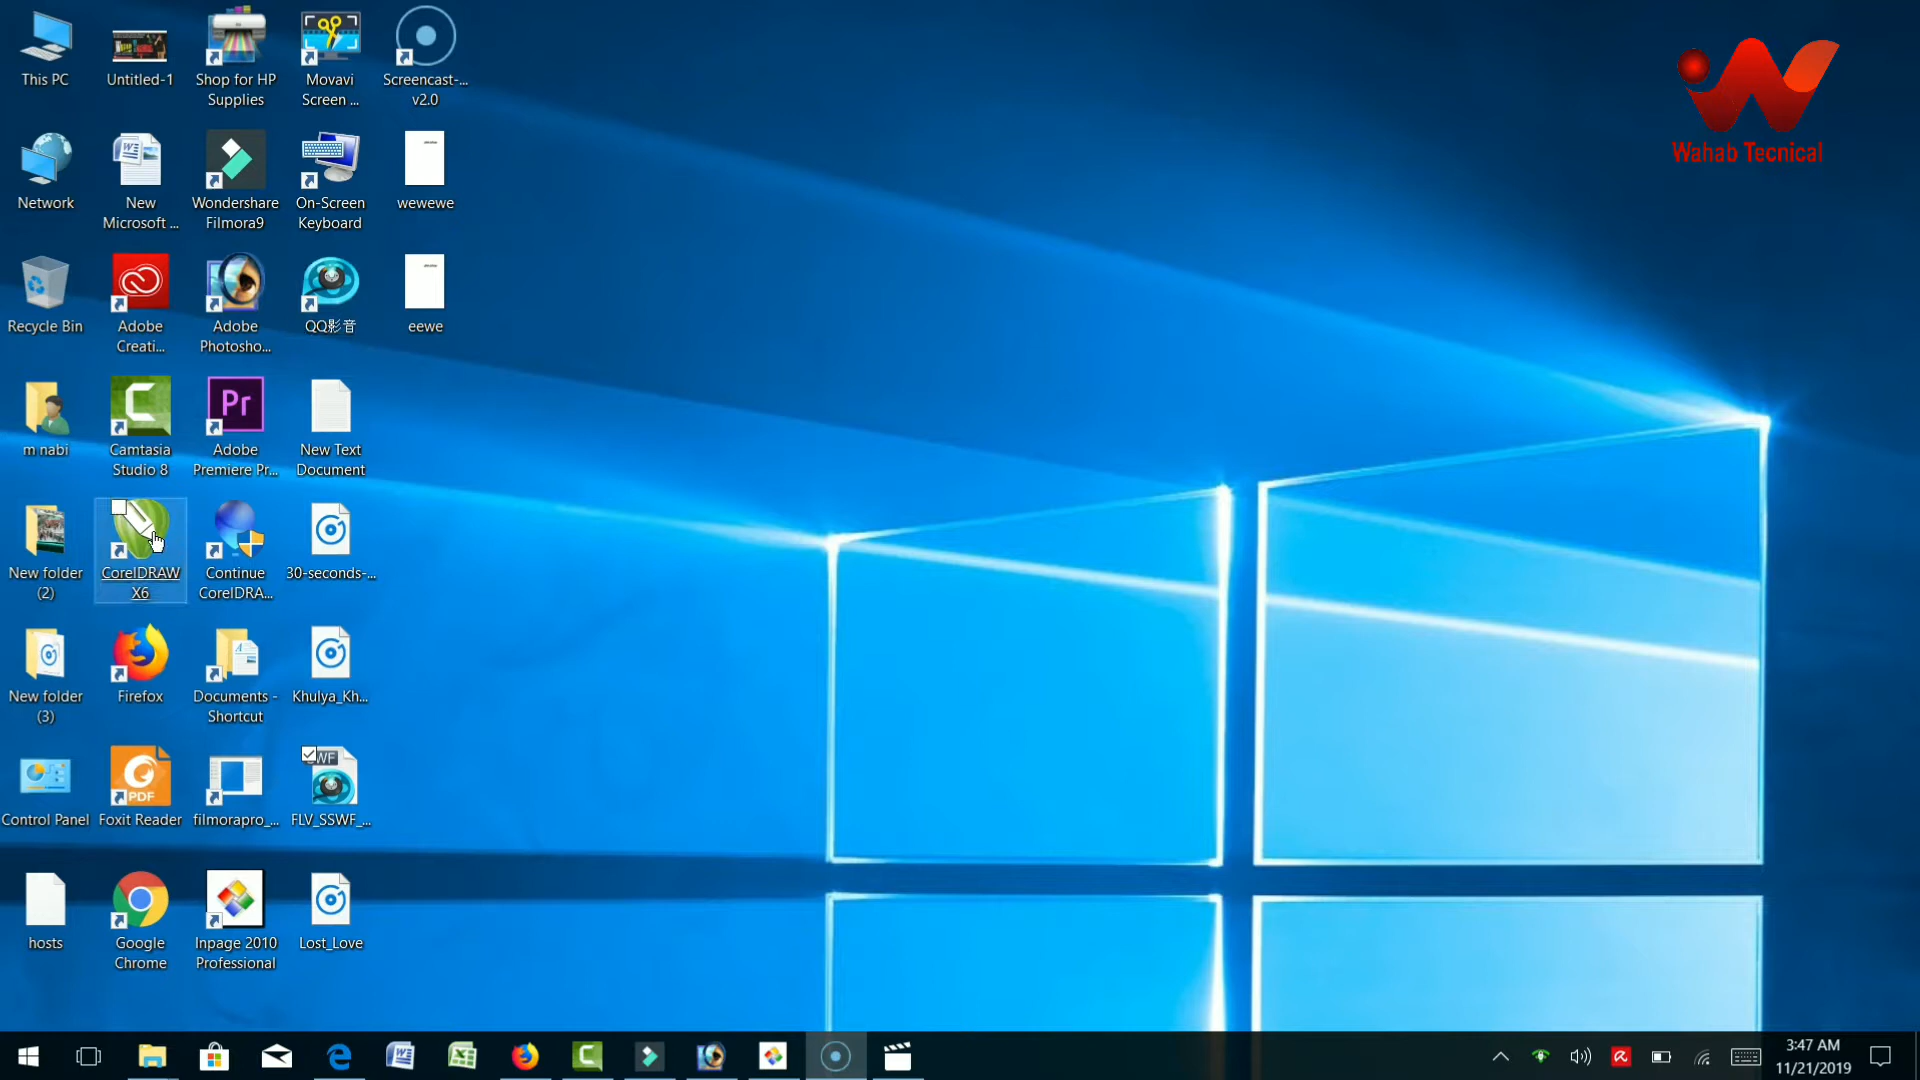 This PC
Untitled-1
Shop for HP
Supplies
Movavi
Screen ...
Screencast-...
v2.0
Wahab Tecnical
Network
New
Microsoft ...
Wondershare
Filmora9
On-Screen
Keyboard
wewewe
Recycle Bin
Adobe
Creati...
Adobe
Photosho...
QQ影音
eewe
Pr
m nabi
Camtasia
Studio 8
Adobe
Premiere Pr...
New Text
Document
New folder
(2)
CorelDRAW
X6
Continue
CorelDRA...
30-seconds-...
New folder
(3)
Firefox
Documents -
Shortcut
Khulya_Kh...
PDF
WF
Control Panel
Foxit Reader
filmorapro_...
FLV_SSWF_...
hosts
Google
Chrome
Inpage 2010
Professional
Lost_Love
3:47 AM
11/21/2019